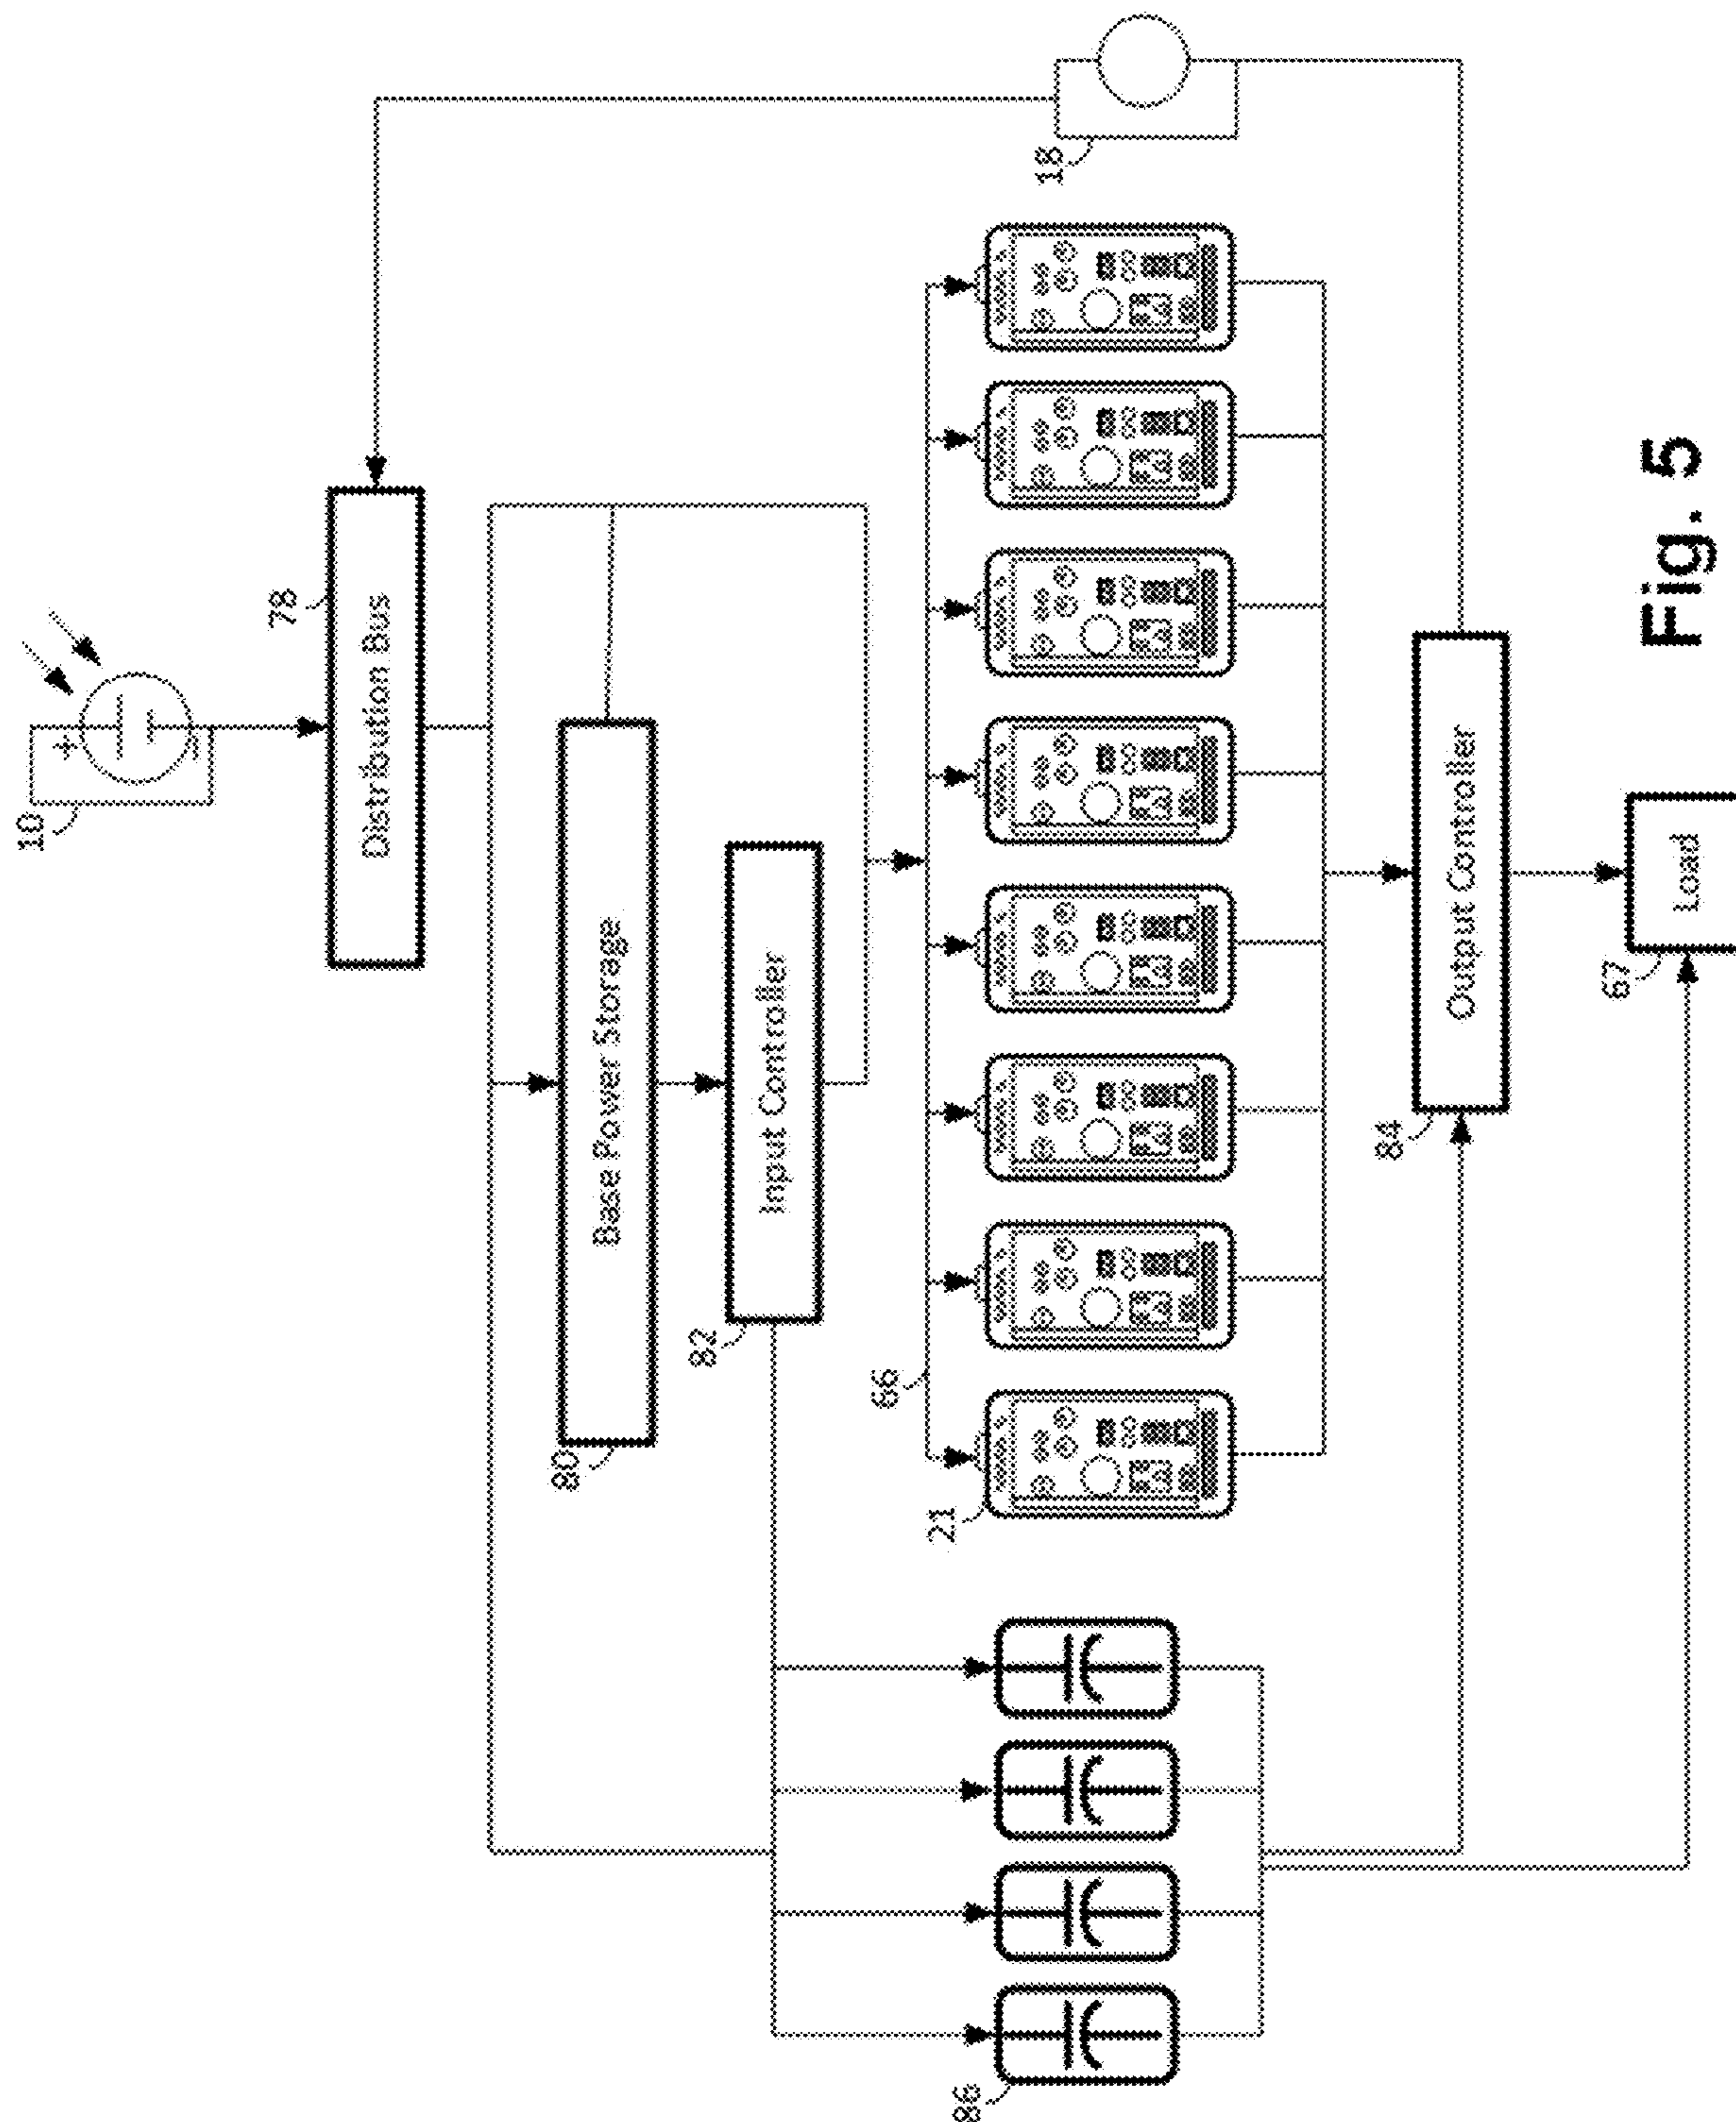 10
+
78
Distribution Bus
80
Base Power Storage
82
Input Controller
66
18
21
86
84
Output Controller
67
Load
Fig. 5